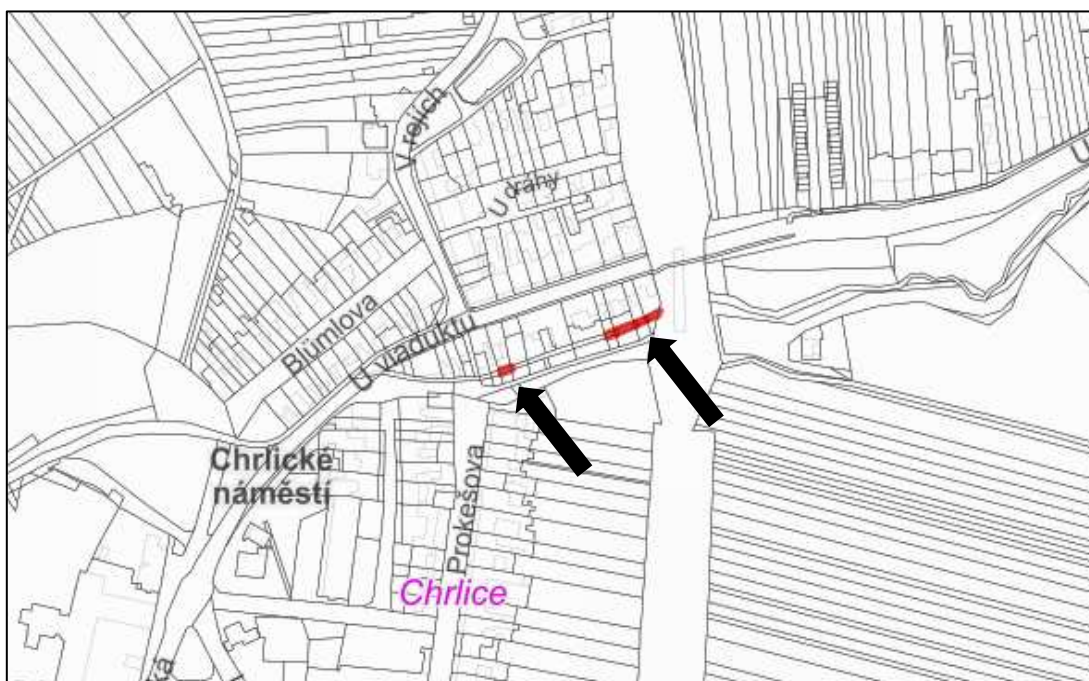 V rejích
U dráhy
Blümlova
U viaduktu
Chrlické
náměstí
Prokešova
Chrlice